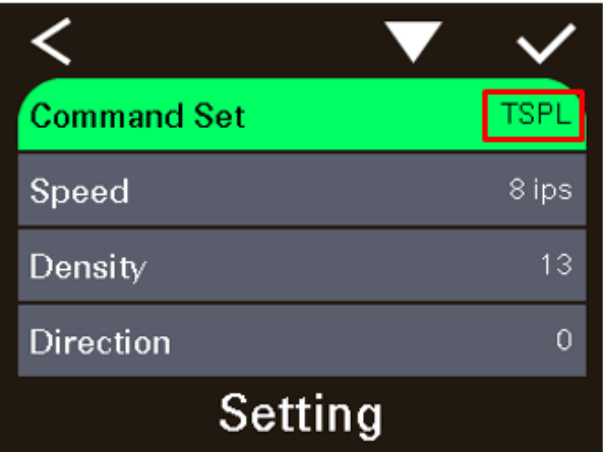 Command Set TSPL
Speed 8 ips
Density 13
Direction 0
Setting